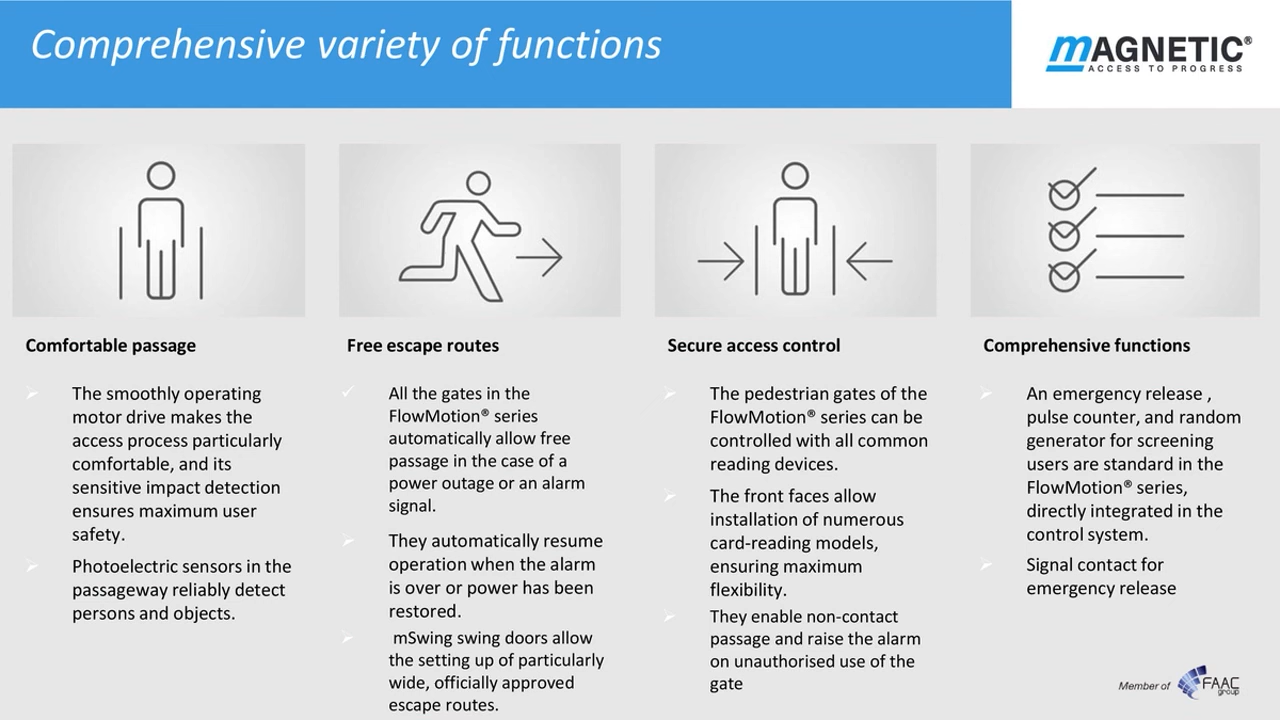 Comprehensive variety of functions
MAGNETIC®
ACCESS TO PROGRESS
Comfortable passage
The smoothly operating
motor drive makes the
access process particularly
comfortable, and its
sensitive impact detection
ensures maximum user
safety.
Photoelectric sensors in the
passageway reliably detect
persons and objects.
Free escape routes
All the gates in the
FlowMotion® series
automatically allow free
passage in the case of a
power outage or an alarm
signal.
They automatically resume
operation when the alarm
is over or power has been
restored.
mSwing swing doors allow
the setting up of particularly
wide, officially approved
escape routes.
Secure access control
The pedestrian gates of the
FlowMotion® series can be
controlled with all common
reading devices.
The front faces allow
installation of numerous
card-reading models,
ensuring maximum
flexibility.
They enable non-contact
passage and raise the alarm
on unauthorised use of the
gate
Comprehensive functions
An emergency release ,
pulse counter, and random
generator for screening
users are standard in the
FlowMotion® series,
directly integrated in the
control system.
Signal contact for
emergency release
Member of
FAAC
group